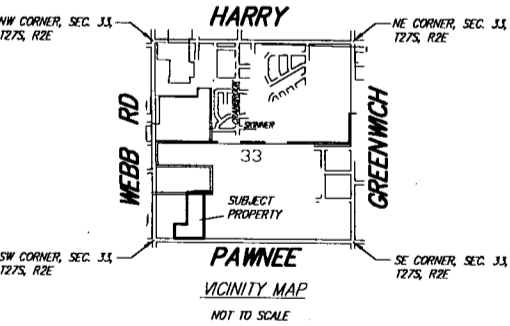 HARRY
NW CORNER, SEC. 33,
T27S, R2E
NE CORNER, SEC. 33,
T27S, R2E
WEBB RD
CRANBROOK
SKINNER
33
GREENWICH
SUBJECT
PROPERTY
SW CORNER, SEC. 33,
T27S, R2E
PAWNEE
SE CORNER, SEC. 33,
T27S, R2E
VICINITY MAP
NOT TO SCALE